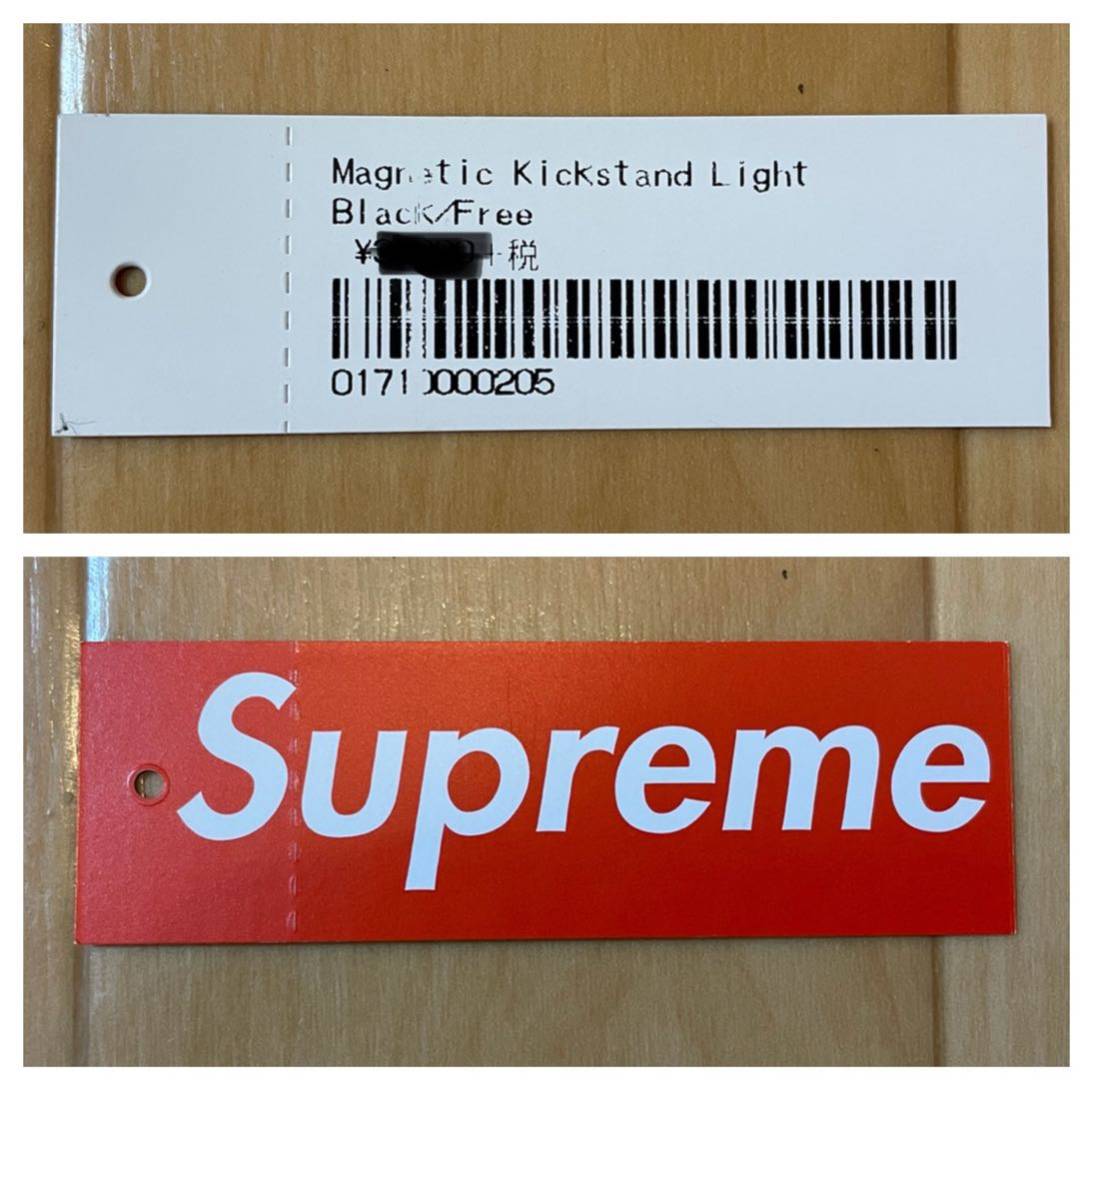 Magnetic Kickstand Light
Black/Free
+税
Supreme